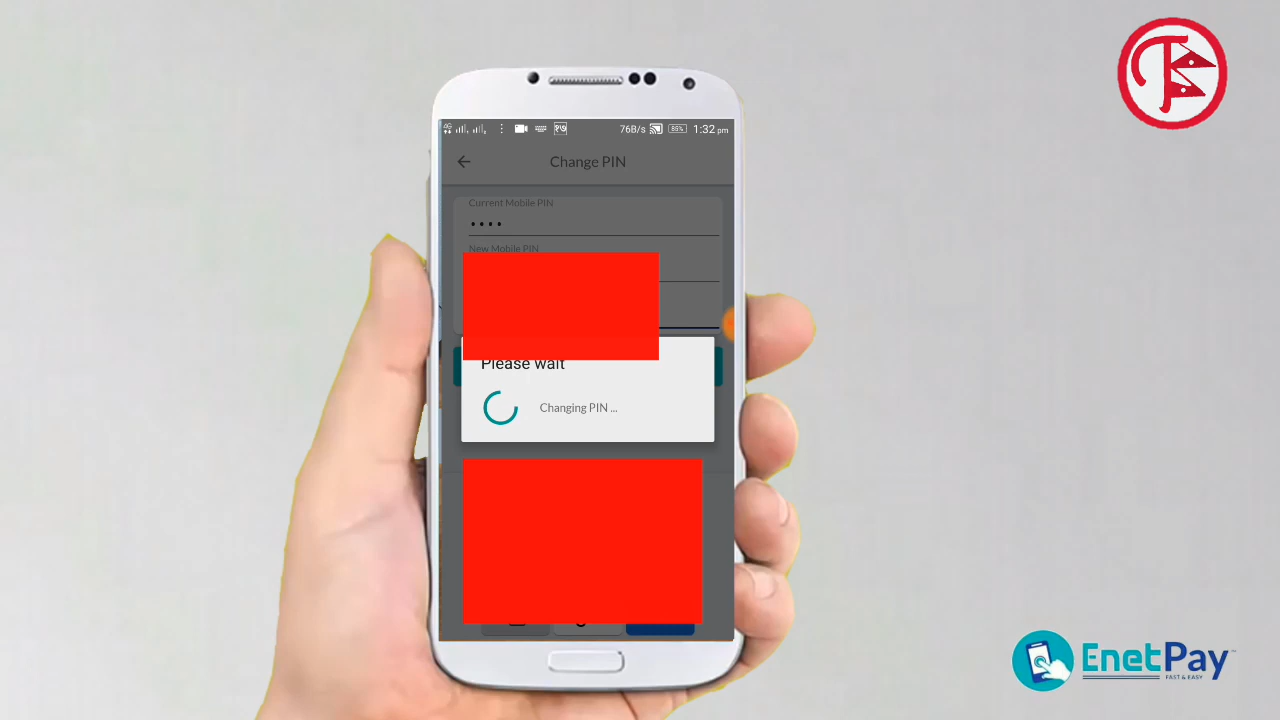 76B/s 85% 1:32 pm
Change PIN
Current Mobile PIN
New Mobile PIN
Please wait
Changing PIN ...
EnetPay™
FAST & EASY